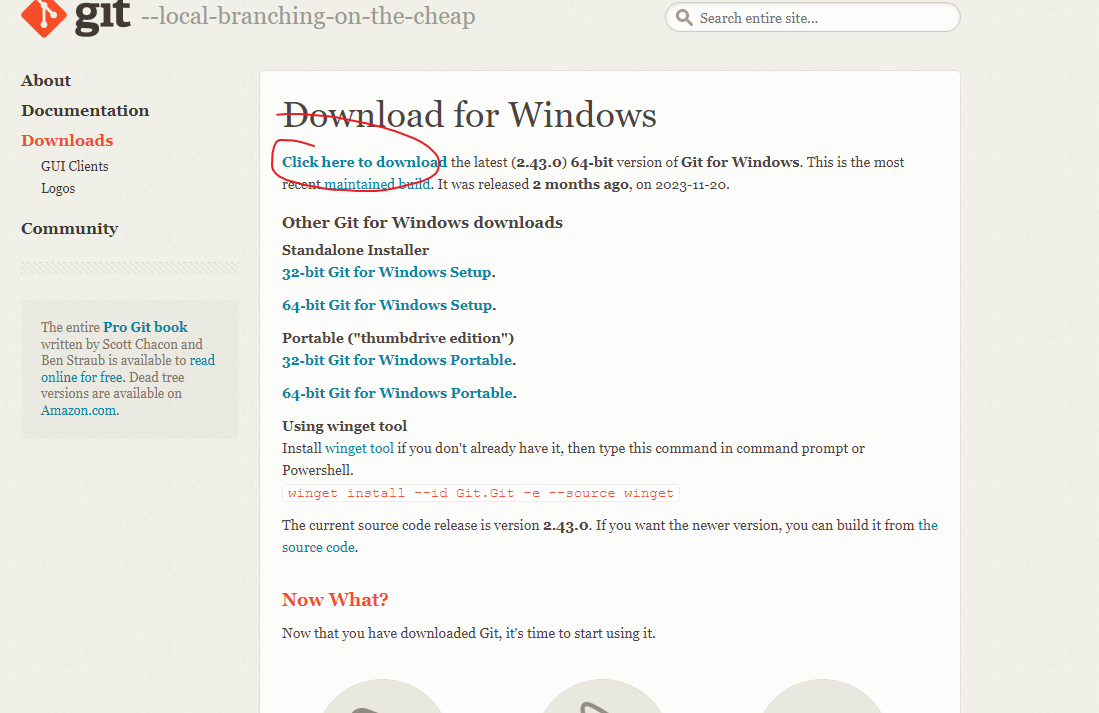 git --local-branching-on-the-cheap
Search entire site...
About
Documentation
Downloads
GUI Clients
Logos
Community
The entire Pro Git book
written by Scott Chacon and
Ben Straub is available to read
online for free. Dead tree
versions are available on
Amazon.com.
Download for Windows
Click here to download the latest (2.43.0) 64-bit version of Git for Windows. This is the most
recent maintained build. It was released 2 months ago, on 2023-11-20.
Other Git for Windows downloads
Standalone Installer
32-bit Git for Windows Setup.
64-bit Git for Windows Setup.
Portable ("thumbdrive edition")
32-bit Git for Windows Portable.
64-bit Git for Windows Portable.
Using winget tool
Install winget tool if you don't already have it, then type this command in command prompt or
Powershell.
winget install --id Git.Git -e --source winget
The current source code release is version 2.43.0. If you want the newer version, you can build it from the
source code.
Now What?
Now that you have downloaded Git, it's time to start using it.